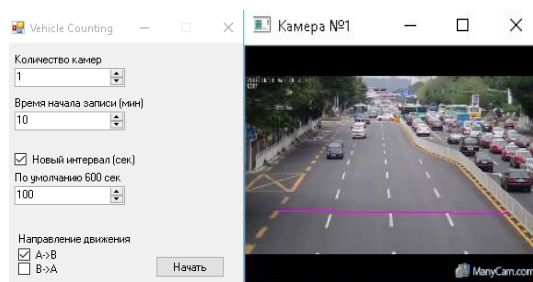 Vehicle Counting
Количество камер
1
Время начала записи (мин)
10
Новый интервал (сек)
По умолчанию 600 сек
100
Направление движения
A->B
B->A
Начать
Камера №1
ManyCam.com